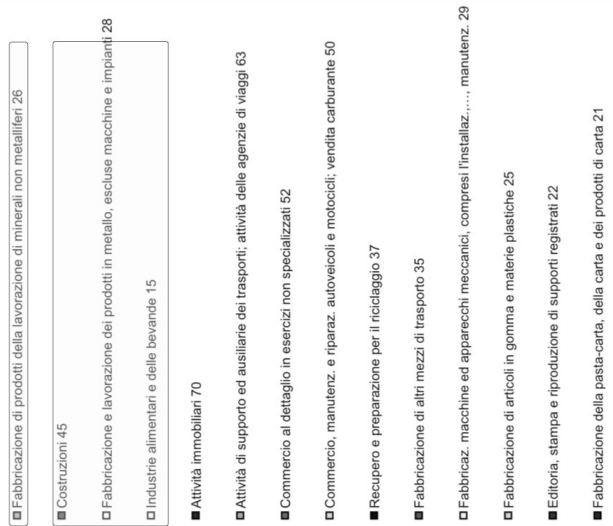 Fabbricazione di prodotti della lavorazione di minerali non metalliferi 26
Costruzioni 45
Fabbricazione e lavorazione dei prodotti in metallo, escluse macchine e impianti 28
Industrie alimentari e delle bevande 15
Attività immobiliari 70
Attività di supporto ed ausiliarie dei trasporti; attività delle agenzie di viaggi 63
Commercio al dettaglio in esercizi non specializzati 52
Commercio, manutenz. e riparaz. autoveicoli e motocicli; vendita carburante 50
Recupero e preparazione per il riciclaggio 37
Fabbricazione di altri mezzi di trasporto 35
Fabbricaz. macchine ed apparecchi meccanici, compresi l'installaz.,…, manutenz. 29
Fabbricazione di articoli in gomma e materie plastiche 25
Editoria, stampa e riproduzione di supporti registrati 22
Fabbricazione della pasta-carta, della carta e dei prodotti di carta 21